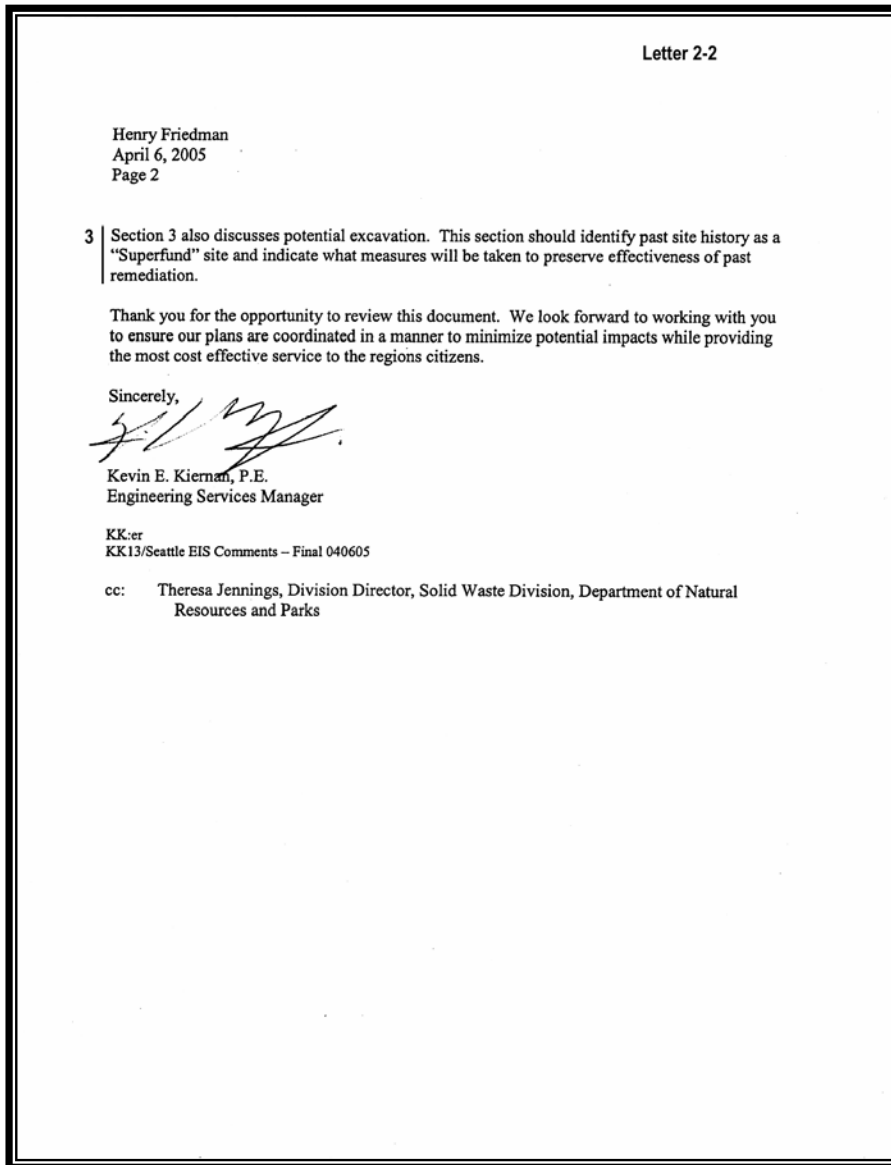 Letter 2-2
Henry Friedman
April 6, 2005
Page 2
3 Section 3 also discusses potential excavation. This section should identify past site history as a
“Superfund” site and indicate what measures will be taken to preserve effectiveness of past
remediation.
Thank you for the opportunity to review this document. We look forward to working with you
to ensure our plans are coordinated in a manner to minimize potential impacts while providing
the most cost effective service to the regions citizens.
Sincerely,
Kevin E. Kiernan, P.E.
Engineering Services Manager
KK:er
KK13/Seattle EIS Comments – Final 040605
cc: Theresa Jennings, Division Director, Solid Waste Division, Department of Natural
Resources and Parks